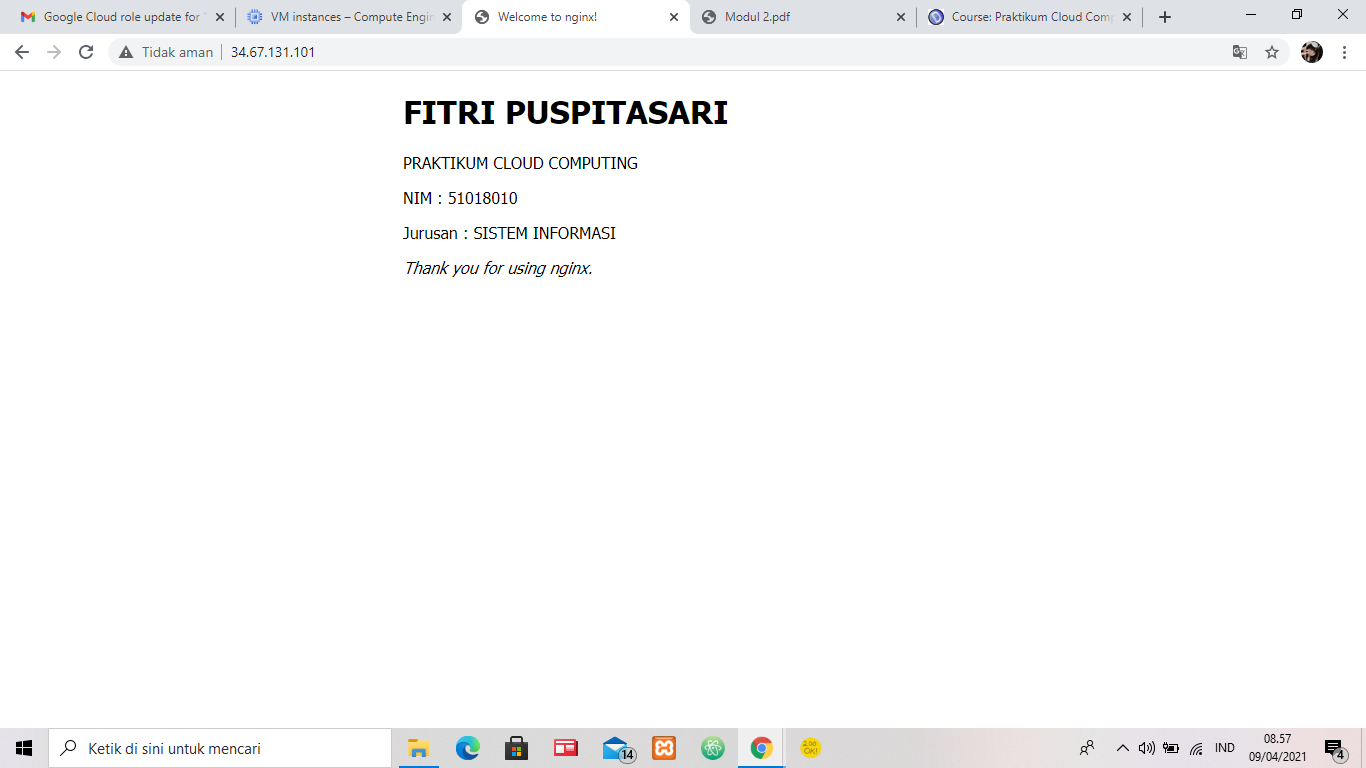 Google Cloud role update for
VM instances – Compute Engin
Welcome to nginx!
Modul 2.pdf
Course: Praktikum Cloud Comp
Tidak aman
34.67.131.101
FITRI PUSPITASARI
PRAKTIKUM CLOUD COMPUTING
NIM : 51018010
Jurusan : SISTEM INFORMASI
Thank you for using nginx.
Ketik di sini untuk mencari
14
IND
08.57
09/04/2021
4